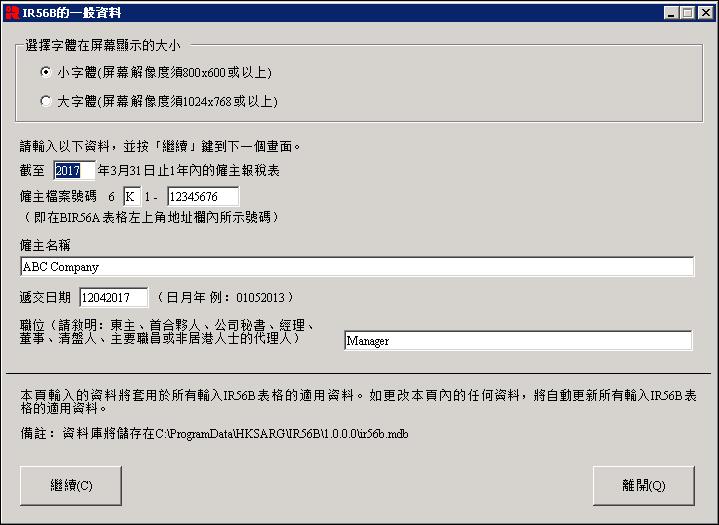 IR56B的一般資料
選擇字體在屏幕顯示的大小
小字體(屏幕解像度須800x600或以上)
大字體(屏幕解像度須1024x768或以上)
請輸入以下資料，並按「繼續」鍵到下一個畫面。
截至 2017 年3月31日止1年內的僱主報稅表
僱主檔案號碼 6 K 1 - 12345676
（即在BIR56A表格左上角地址欄內所示號碼）
僱主名稱
ABC Company
遞交日期 12042017 （日月年 例：01052013）
職位（請敘明：東主、首合夥人、公司秘書、經理、
董事、清盤人、主要職員或非居港人士的代理人） Manager
本頁輸入的資料將套用於所有輸入IR56B表格的適用資料。如更改本頁內的任何資料，將自動更新所有輸入IR56B表
格的適用資料。
備註：資料庫將儲存在C:\ProgramData\HKSARG\IR56B\1.0.0.0\ir56b.mdb
繼續(C) 離開(Q)